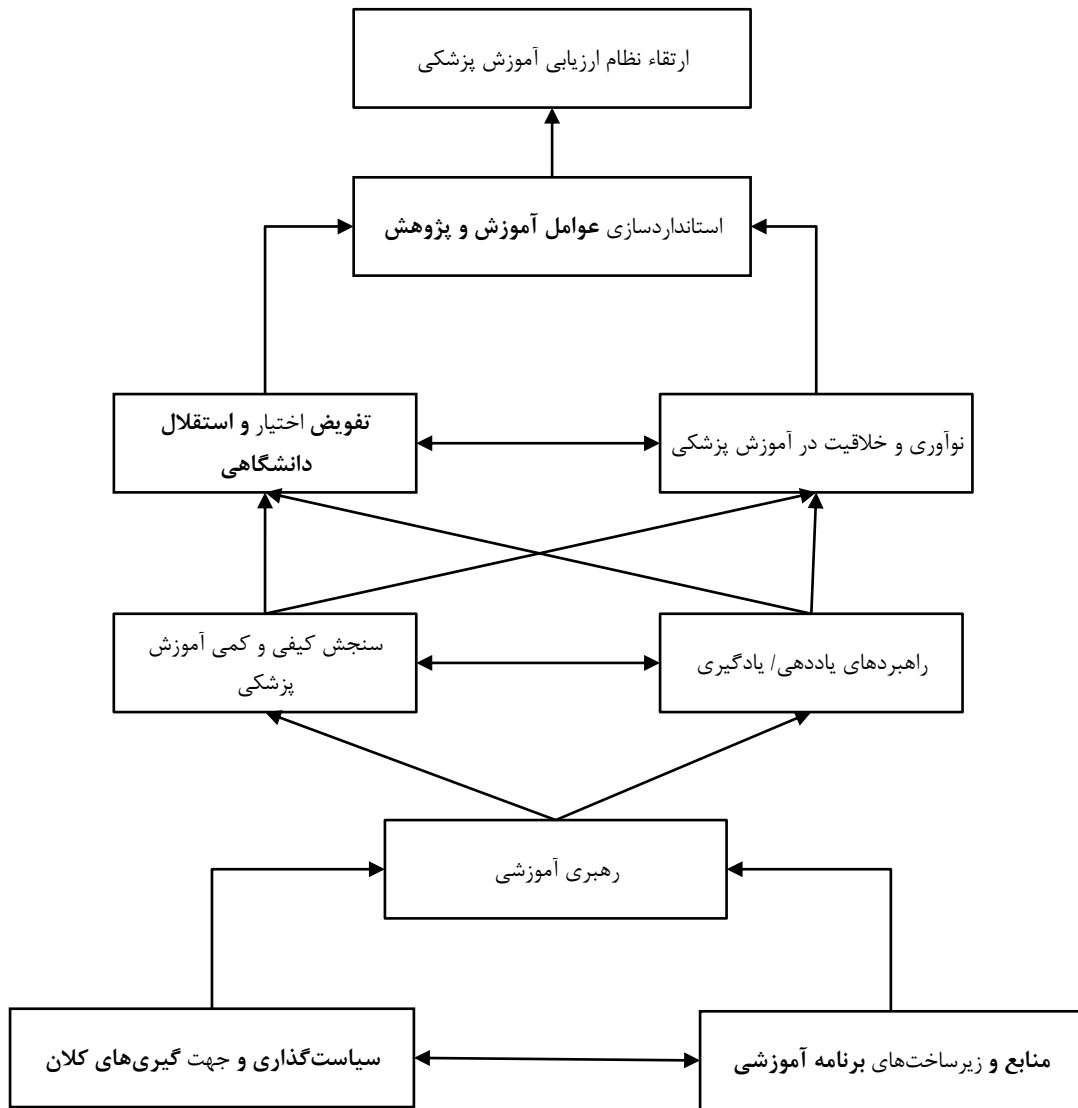 ارتقاء نظام ارزیابی آموزش پزشکی
استانداردسازی عوامل آموزش و پژوهش
نوآوری و خلاقیت در آموزش پزشکی
تفویض اختیار و استقلال
دانشگاهی
راهبردهای یاددهی/ یادگیری
سنجش کیفی و کمی آموزش
پزشکی
رهبری آموزشی
منابع و زیرساخت‌های برنامه آموزشی
سیاست‌گذاری و جهت گیری‌های کلان